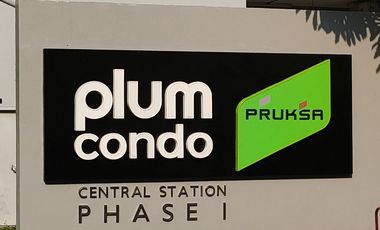 plum
condo
PRUKSA
CENTRAL STATION
PHASE I